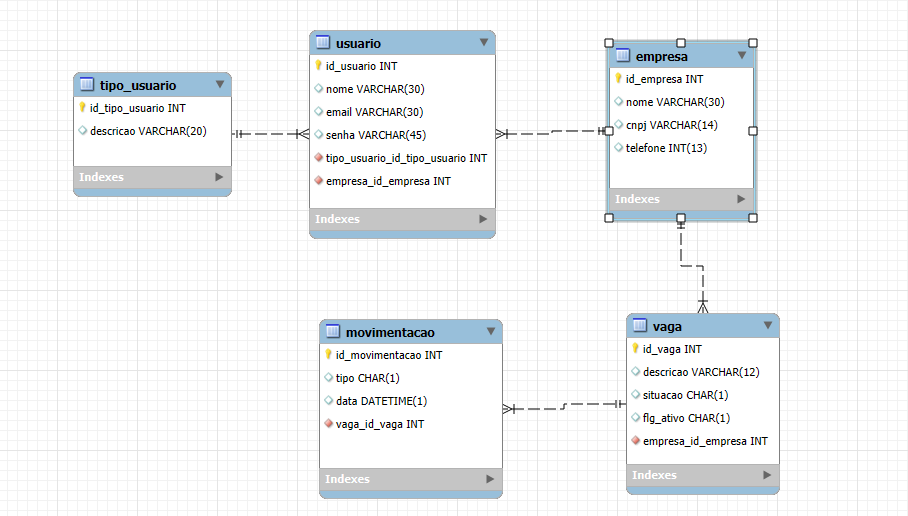 tipo_usuario
id_tipo_usuario INT
descricao VARCHAR(20)
Indexes
usuario
id_usuario INT
nome VARCHAR(30)
email VARCHAR(30)
senha VARCHAR(45)
tipo_usuario_id_tipo_usuario INT
empresa_id_empresa INT
Indexes
empresa
id_empresa INT
nome VARCHAR(30)
cnpj VARCHAR(14)
telefone INT(13)
Indexes
movimentacao
id_movimentacao INT
tipo CHAR(1)
data DATETIME(1)
vaga_id_vaga INT
Indexes
vaga
id_vaga INT
descricao VARCHAR(12)
situacao CHAR(1)
flg_ativo CHAR(1)
empresa_id_empresa INT
Indexes